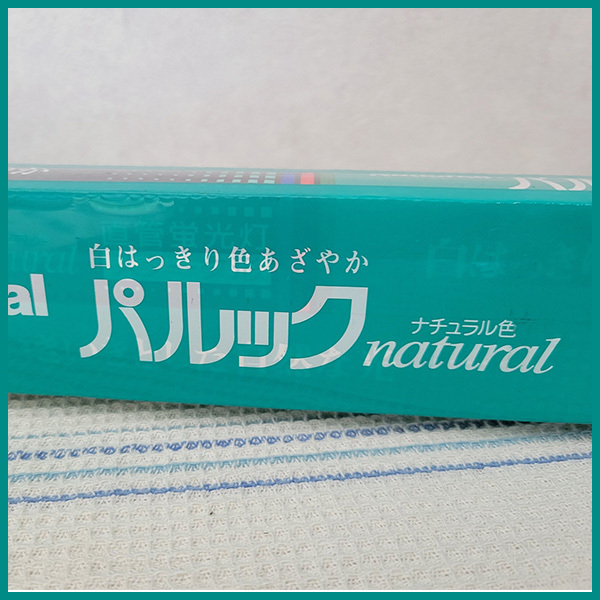 白はっきり色あざやか
パルック
ナチュラル色
natural
al